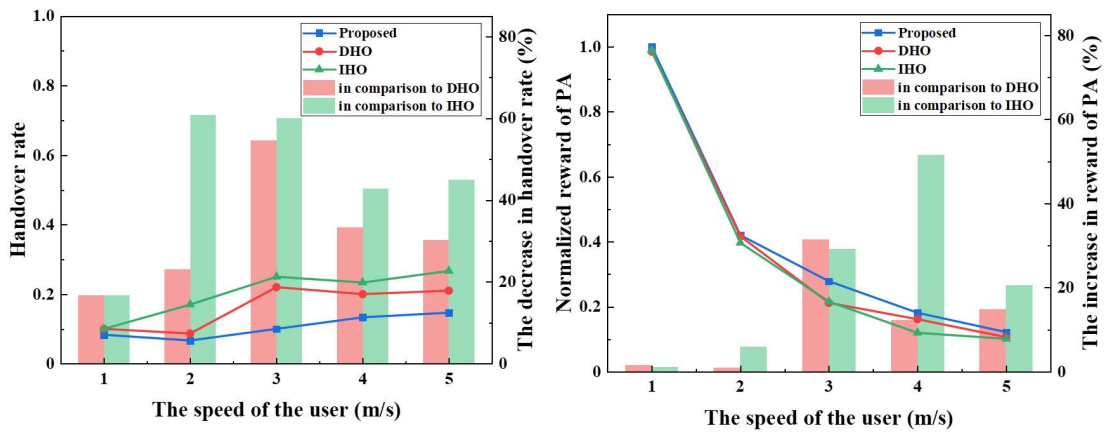 Proposed
DHO
IHO
in comparison to DHO
in comparison to IHO
Handover rate
1.0
0.8
0.6
0.4
0.2
0
80
60
40
20
0
The decrease in handover rate (%)
1 2 3 4 5
The speed of the user (m/s)
Proposed
DHO
IHO
in comparison to DHO
in comparison to IHO
Normalized reward of PA
1.0
0.8
0.6
0.4
0.2
0
80
60
40
20
0
The increase in reward of PA (%)
1 2 3 4 5
The speed of the user (m/s)